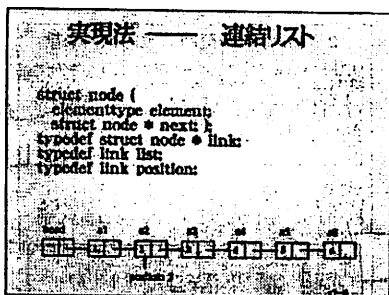 実現法 —— 連結リスト
struct node {
elementtype element;
struct node * next; };
typedef struct node * link;
typedef link list;
typedef link position;
head a1 a2 a3 a4 a5 a6